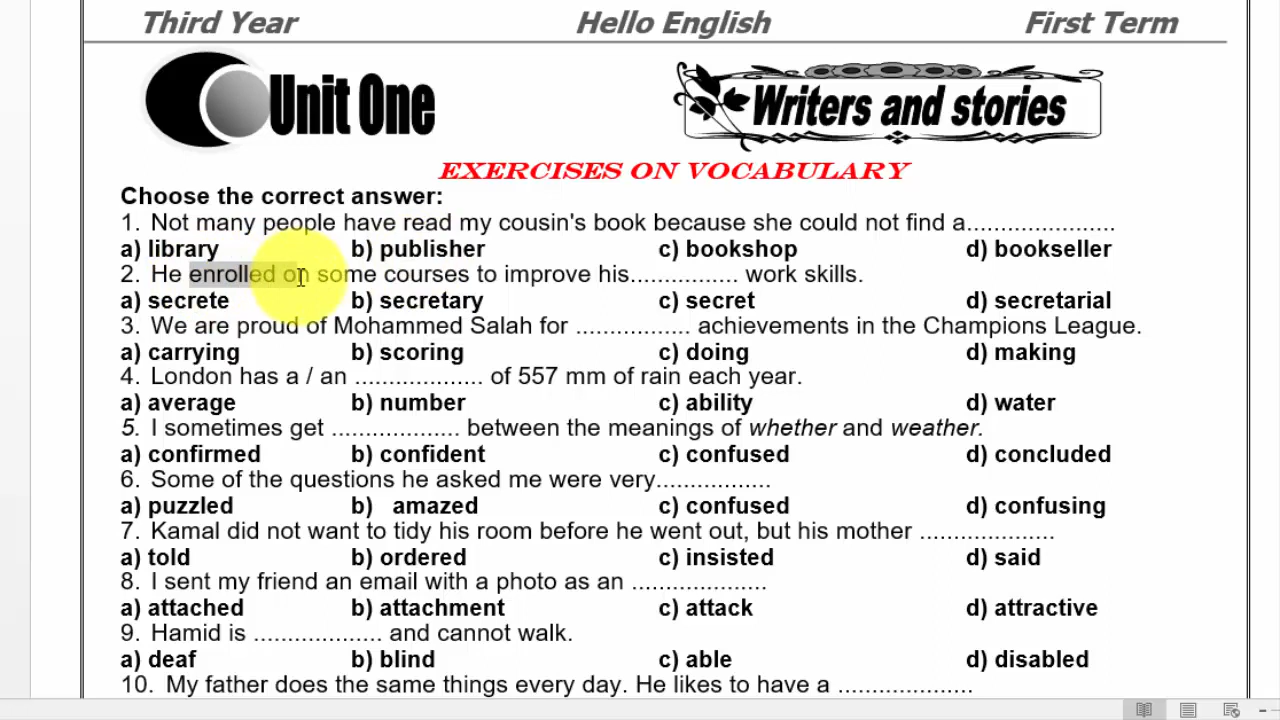 Third Year Hello English First Term
Unit One Writers and stories
EXERCISES ON VOCABULARY
Choose the correct answer:
1. Not many people have read my cousin's book because she could not find a......................
a) library b) publisher c) bookshop d) bookseller
2. He enrolled on some courses to improve his................ work skills.
a) secrete b) secretary c) secret d) secretarial
3. We are proud of Mohammed Salah for ................. achievements in the Champions League.
a) carrying b) scoring c) doing d) making
4. London has a / an ................... of 557 mm of rain each year.
a) average b) number c) ability d) water
5. I sometimes get ................... between the meanings of whether and weather.
a) confirmed b) confident c) confused d) concluded
6. Some of the questions he asked me were very.................
a) puzzled b) amazed c) confused d) confusing
7. Kamal did not want to tidy his room before he went out, but his mother ....................
a) told b) ordered c) insisted d) said
8. I sent my friend an email with a photo as an ....................
a) attached b) attachment c) attack d) attractive
9. Hamid is ................... and cannot walk.
a) deaf b) blind c) able d) disabled
10. My father does the same things every day. He likes to have a ....................